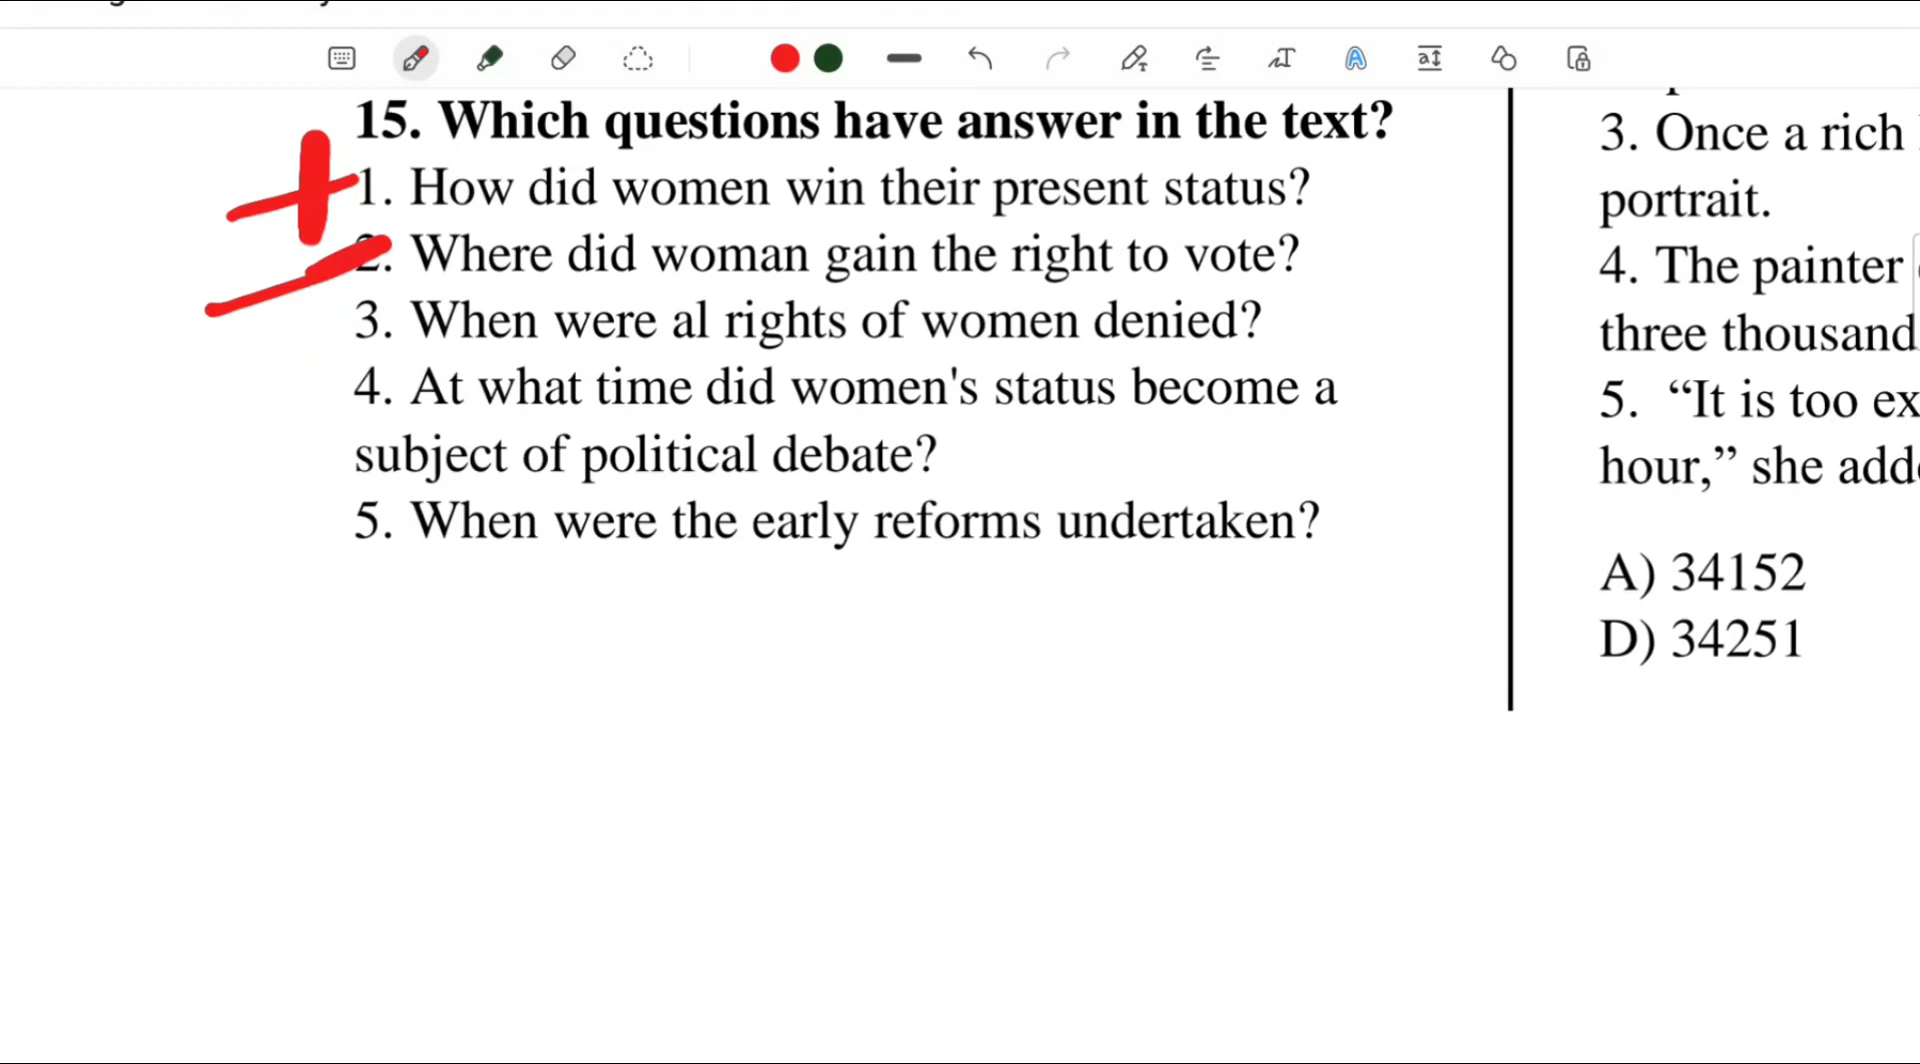 15. Which questions have answer in the text?
1. How did women win their present status?
2. Where did woman gain the right to vote?
3. When were al rights of women denied?
4. At what time did women's status become a
subject of political debate?
5. When were the early reforms undertaken?
3. Once a rich
portrait.
4. The painter
three thousand
5. “It is too ex
hour,” she add
A) 34152
D) 34251